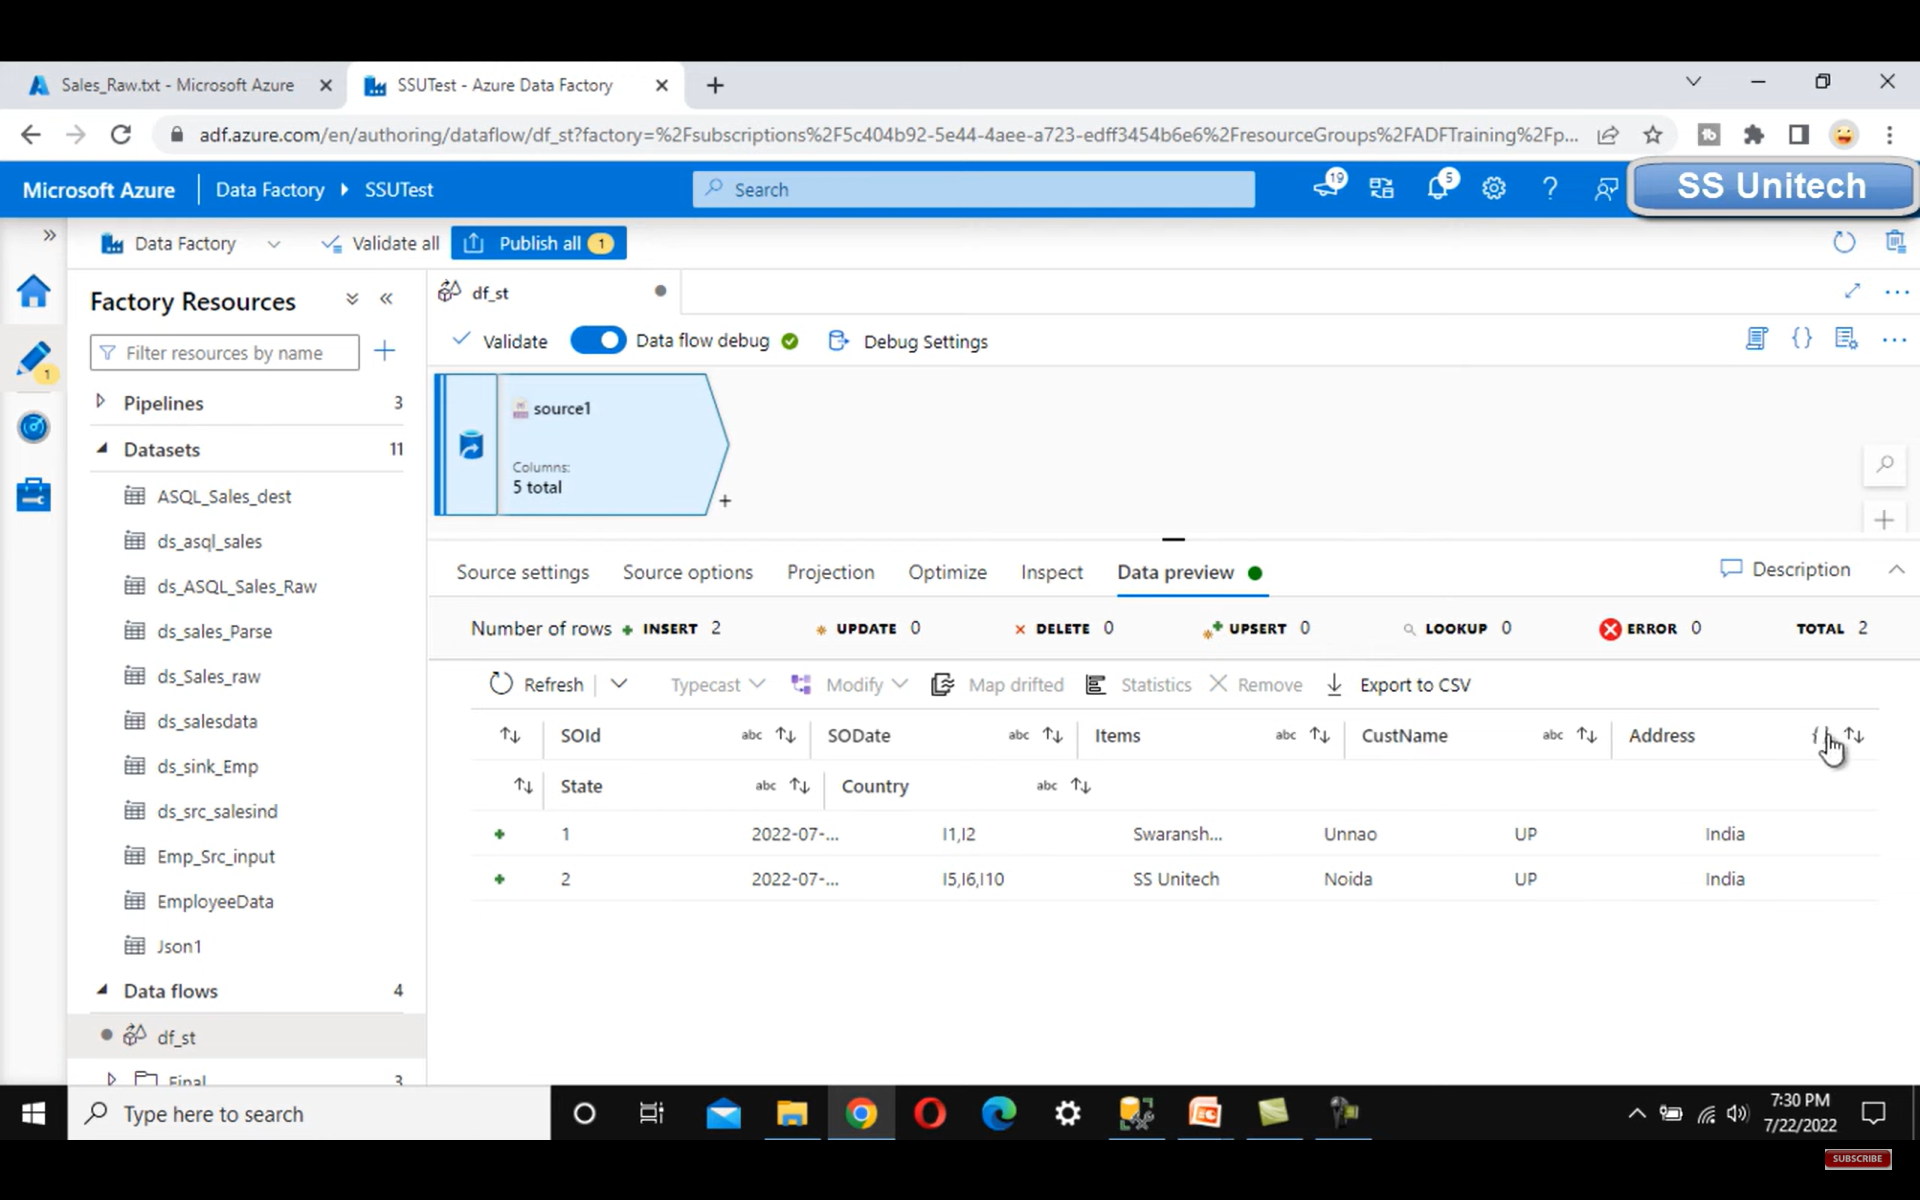 Sales_Raw.txt - Microsoft Azure
SSUTest - Azure Data Factory
adf.azure.com/en/authoring/dataflow/df_st?factory=%2Fsubscriptions%2F5c404b92-5e44-4aee-a723-edff3454b6e6%2FresourceGroups%2FADFTraining%2Fp...
Microsoft Azure
Data Factory
SSUTest
Search
19
5
SS Unitech
Data Factory
Validate all
Publish all 1
Factory Resources
Filter resources by name
1
Pipelines 3
Datasets 11
ASQL_Sales_dest
ds_asql_sales
ds_ASQL_Sales_Raw
ds_sales_Parse
ds_Sales_raw
ds_salesdata
ds_sink_Emp
ds_src_salesind
Emp_Src_input
EmployeeData
Json1
Data flows 4
df_st
Final 3
df_st
Validate
Data flow debug
Debug Settings
source1
Columns:
5 total
Source settings
Source options
Projection
Optimize
Inspect
Data preview
Description
Number of rows INSERT 2 UPDATE 0 DELETE 0 UPSERT 0 LOOKUP 0 ERROR 0 TOTAL 2
Refresh Typecast Modify Map drifted Statistics Remove Export to CSV
SOId abc SODate abc Items abc CustName abc Address
State abc Country abc
1 2022-07-... I1,I2 Swaransh... Unnao UP India
2 2022-07-... I5,I6,I10 SS Unitech Noida UP India
Type here to search
7:30 PM
7/22/2022
SUBSCRIBE